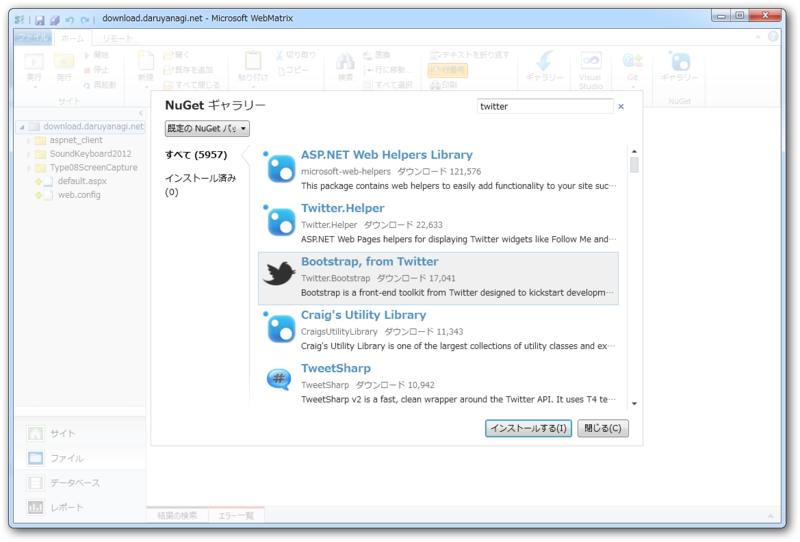 download.daruyanagi.net - Microsoft WebMatrix
ファイル ホーム リモート
実行 開始 停止 再起動
発行
サイト
新規 開く 既存を追加 すべて閉じる
貼り付け 切り取り コピー
検索 置換 行に移動... すべて選択
テキストを折り返す 行番号 印刷
ギャラリー
Visual Studio
Git
ギャラリー
NuGet
download.daruyanagi.net
aspnet_client
SoundKeyboard2012
Type08ScreenCapture
default.aspx
web.config
NuGet ギャラリー
twitter
既定の NuGet パッ
すべて (5957)
インストール済み (0)
ASP.NET Web Helpers Library
microsoft-web-helpers ダウンロード 121,576
This package contains web helpers to easily add functionality to your site suc…
Twitter.Helper
Twitter.Helper ダウンロード 22,633
ASP.NET Web Pages helpers for displaying Twitter widgets like Follow Me and…
Bootstrap, from Twitter
Twitter.Bootstrap ダウンロード 17,041
Bootstrap is a front-end toolkit from Twitter designed to kickstart developm…
Craig's Utility Library
CraigsUtilityLibrary ダウンロード 11,343
Craig's Utility Library is one of the largest collections of utility classes and ex…
TweetSharp
TweetSharp ダウンロード 10,942
TweetSharp v2 is a fast, clean wrapper around the Twitter API. It uses T4 te…
インストールする(I) 閉じる(C)
サイト
ファイル
データベース
レポート
結果の検索 エラー一覧